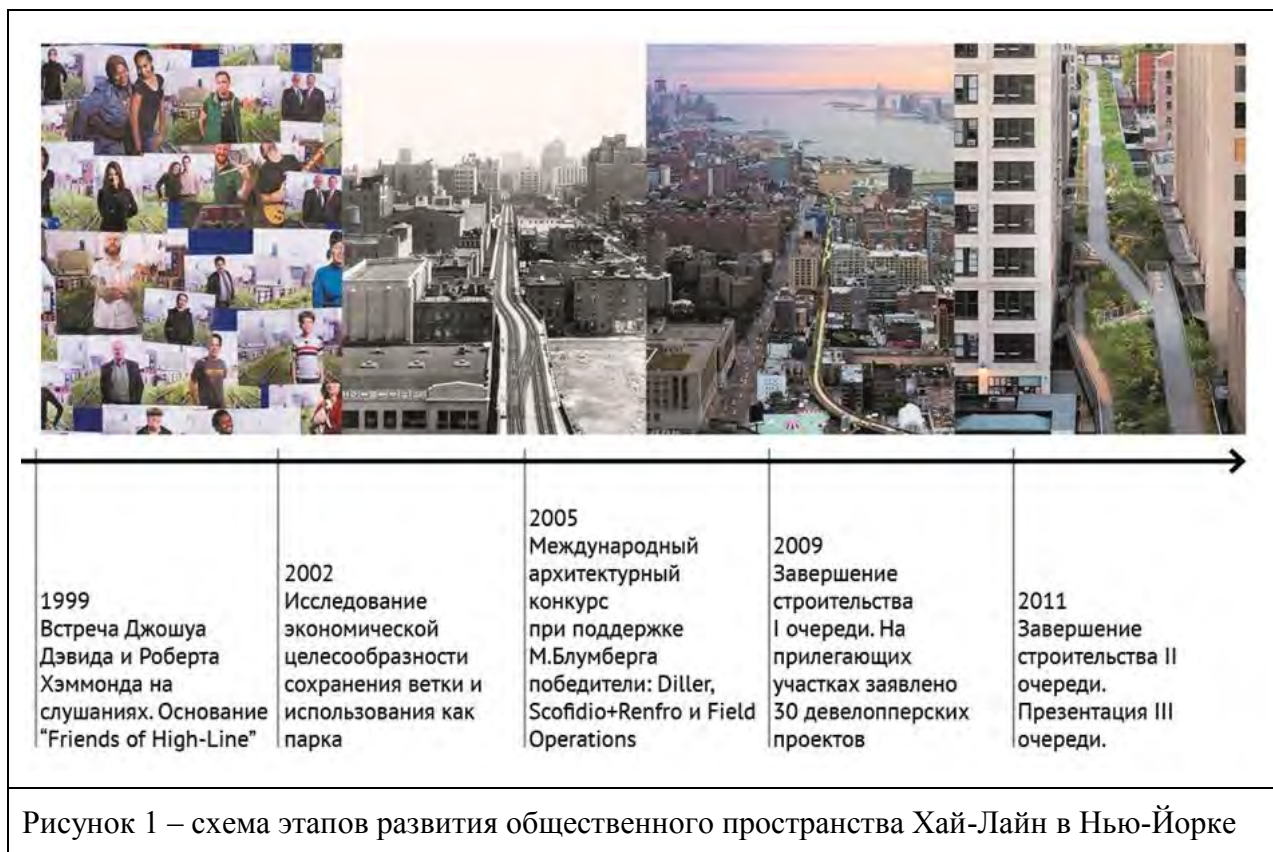 1999
Встреча Джошуа
Дэвида и Роберта
Хэммонда на
слушаниях. Основание
“Friends of High-Line”
2002
Исследование
экономической
целесообразности
сохранения ветки и
использования как
парка
2005
Международный
архитектурный
конкурс
при поддержке
М.Блумберга
победители: Diller,
Scofidio+Renfro и Field
Operations
2009
Завершение
строительства
I очереди. На
прилегающих
участках заявлено
30 девелопперских
проектов
2011
Завершение
строительства II
очереди.
Презентация III
очереди.
Рисунок 1 – схема этапов развития общественного пространства Хай-Лайн в Нью-Йорке